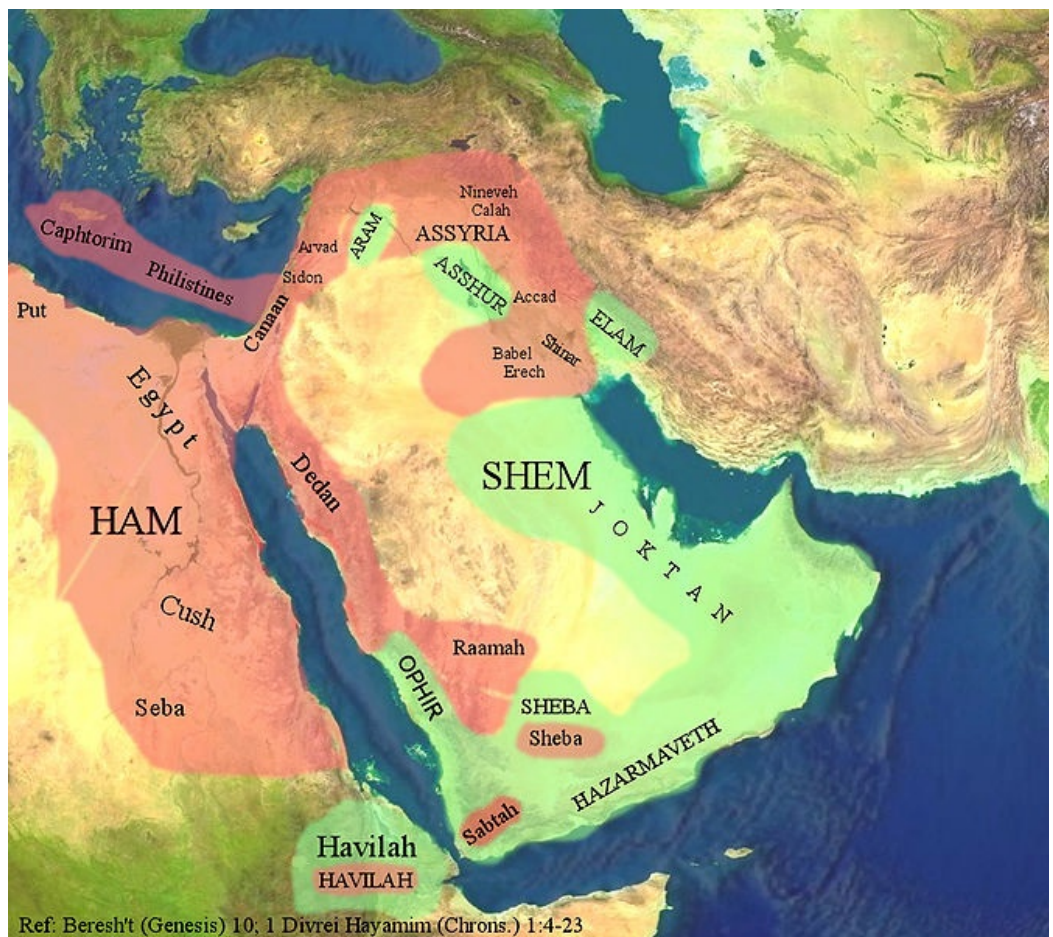 Nineveh
Calah
ARAM
ASSYRIA
Arvad
Caphtorim
Philistines
Sidon
ASSHUR
Accad
Put
Canaan
ELAM
Shinar
Babel
Erech
Egypt
SHEM
Dedan
JOKTAN
HAM
Cush
Raamah
OPHIR
Seba
SHEBA
Sheba
HAZARMAVETH
Sabtah
Havilah
HAVILAH
Ref: Beresh't (Genesis) 10; 1 Divrei Hayamim (Chrons.) 1:4-23